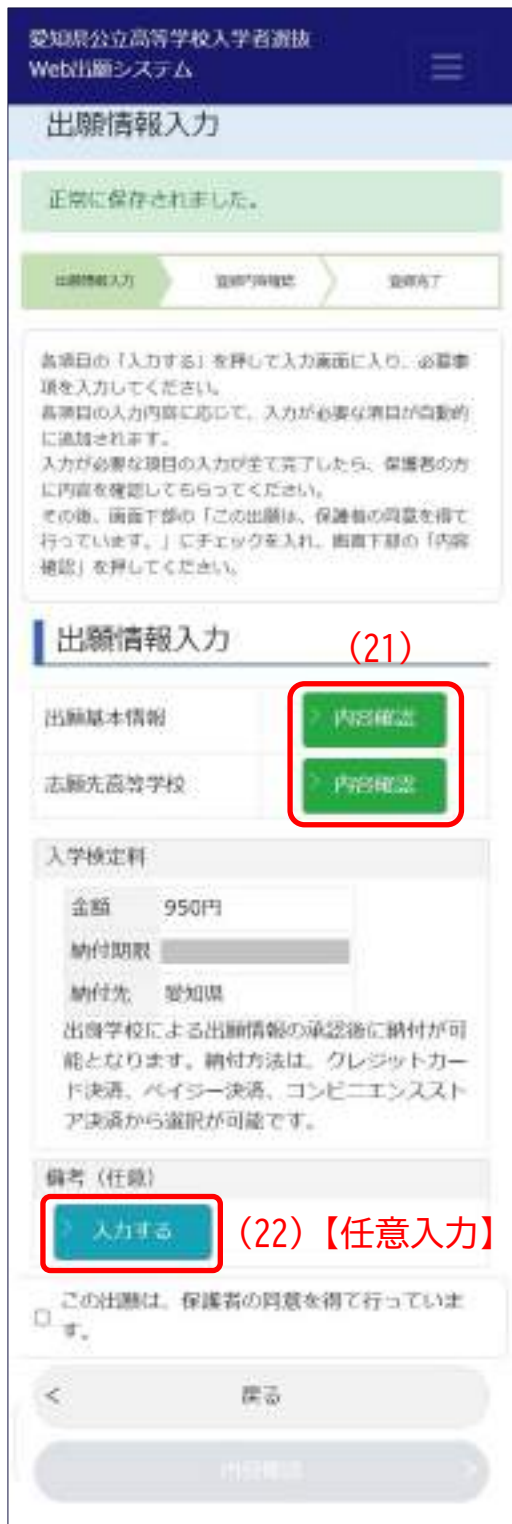 愛知県公立高等学校入学者選抜
Web出願システム
出願情報入力
正常に保存されました。
出願情報入力 登録内容確認 登録完了
各項目の「入力する」を押して入力画面に入り、必要事
項を入力してください。
各項目の入力内容に応じて、入力が必要な項目が自動的
に追加されます。
入力が必要な項目の入力が全て完了したら、保護者の方
に内容を確認してもらってください。
その後、画面下部の「この出願は、保護者の同意を得て
行っています。」にチェックを入れ、画面下部の「内容
確認」を押してください。
出願情報入力
(21)
出願基本情報 内容確認
志願先高等学校 内容確認
入学検定料
金額 950円
納付期限
納付先 愛知県
出身学校による出願情報の承認後に納付が可
能となります。納付方法は、クレジットカー
ド決済、ペイジー決済、コンビニエンススト
ア決済から選択が可能です。
備考（任意）
入力する
(22)【任意入力】
この出願は、保護者の同意を得て行っていま
す。
< 戻る
内容確認 >